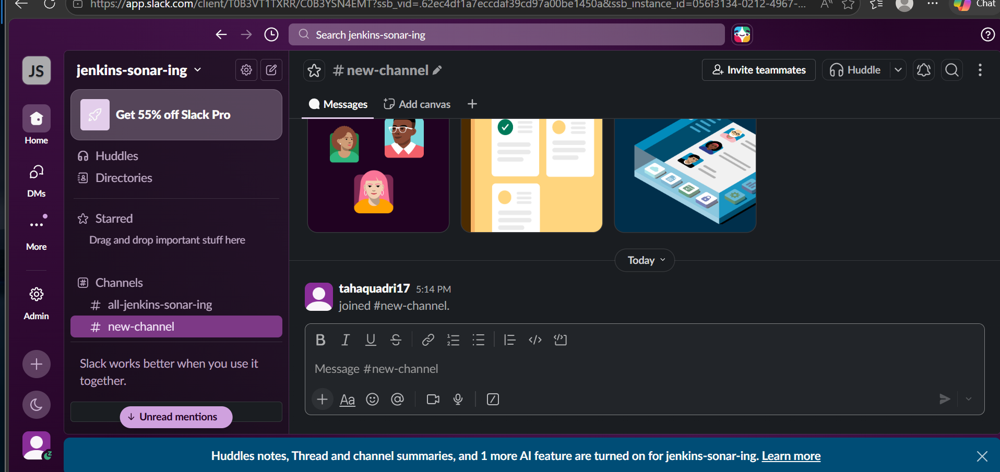 https://app.slack.com/client/T0B3VT1TXRR/C0B3YSN4EMT?ssb_vid=.62ec4df1a7eccdaf39cd97a00be1450a&ssb_instance_id=056f3134-0212-4967-...
Chat
Search jenkins-sonar-ing
JS
Home
DMs
More
Admin
jenkins-sonar-ing
Get 55% off Slack Pro
Huddles
Directories
Starred
Drag and drop important stuff here
Channels
# all-jenkins-sonar-ing
# new-channel
Slack works better when you use it
together.
Unread mentions
# new-channel
Invite teammates
Huddle
Messages
Add canvas
Today
tahaquadri17 5:14 PM
joined #new-channel.
Message #new-channel
Huddles notes, Thread and channel summaries, and 1 more AI feature are turned on for jenkins-sonar-ing. Learn more